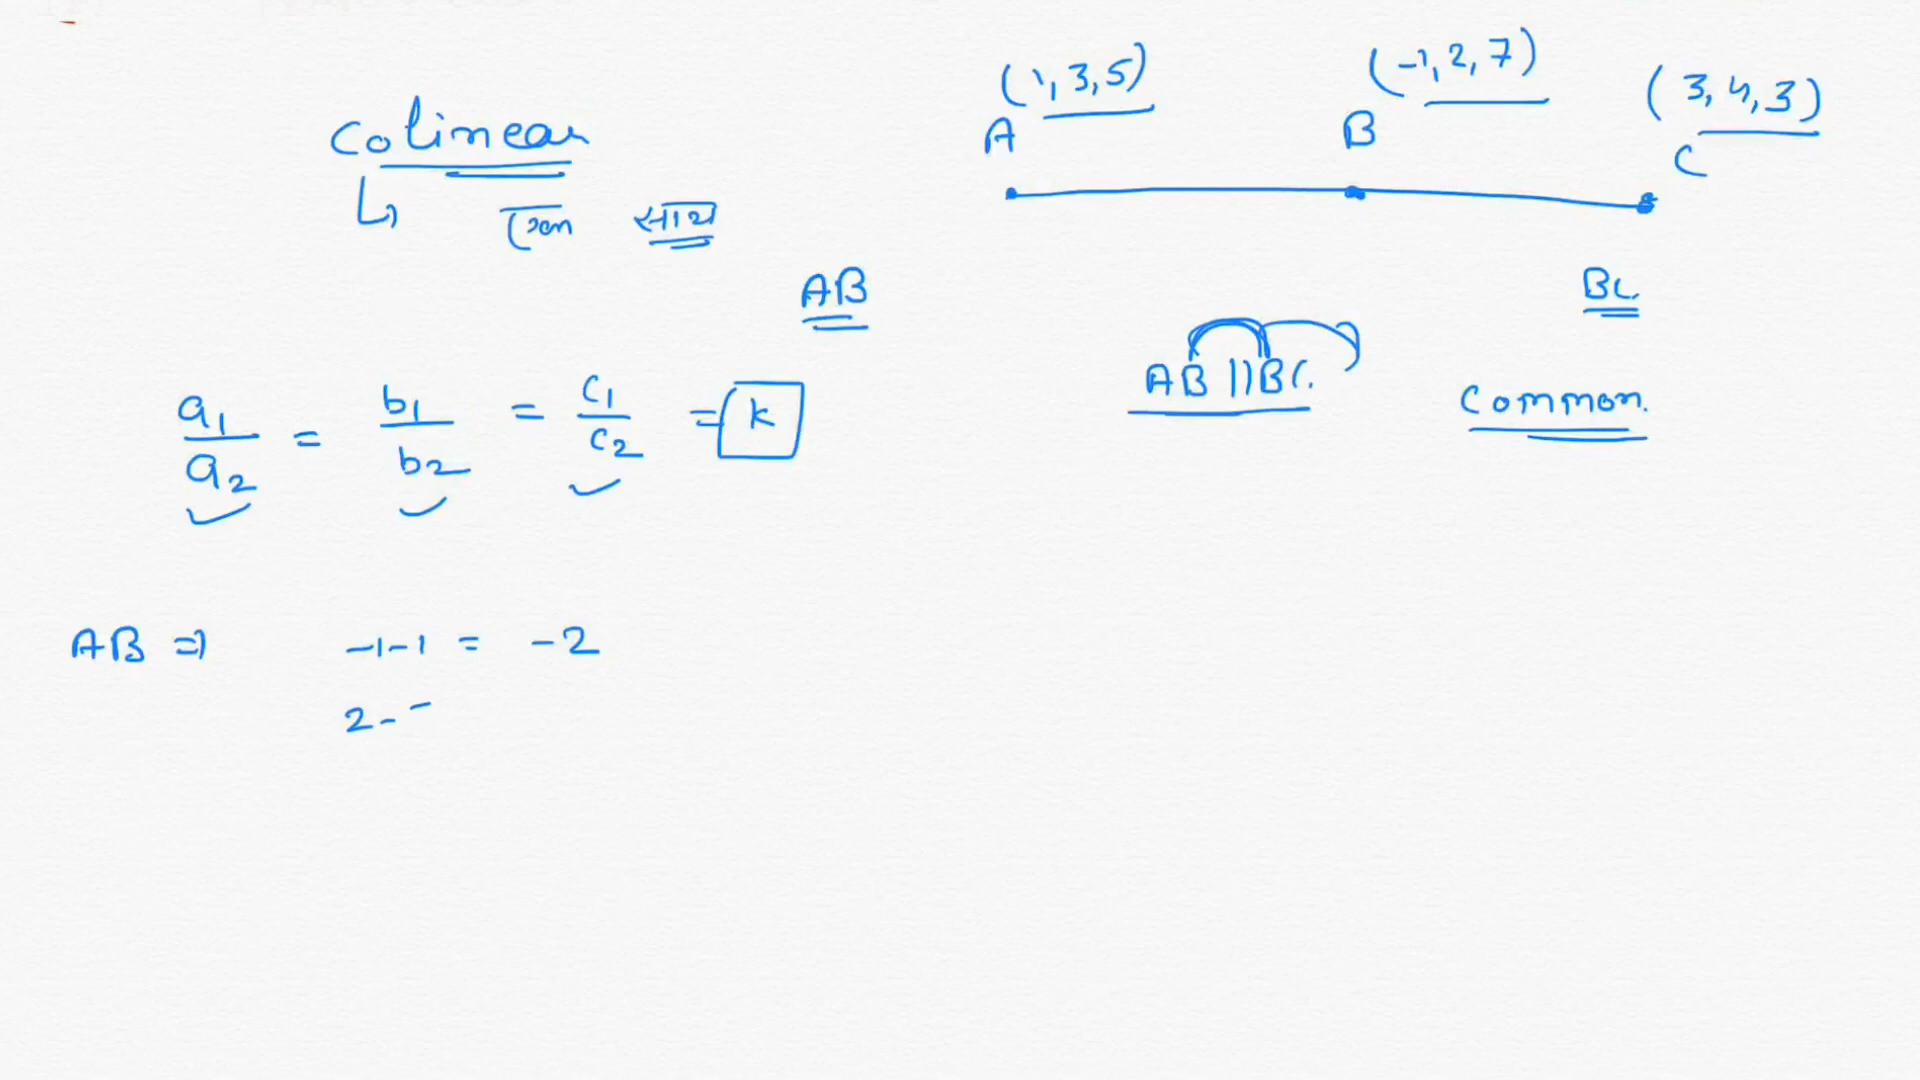 (1, 3, 5)
(-1, 2, 7)
(3, 4, 3)
Colinear
A
B
C
एक साथ
AB
BC.
AB || BC.
Common.
a₁/a₂ = b₁/b₂ = c₁/c₂ = k
AB ⇒ -1-1 = -2
2-